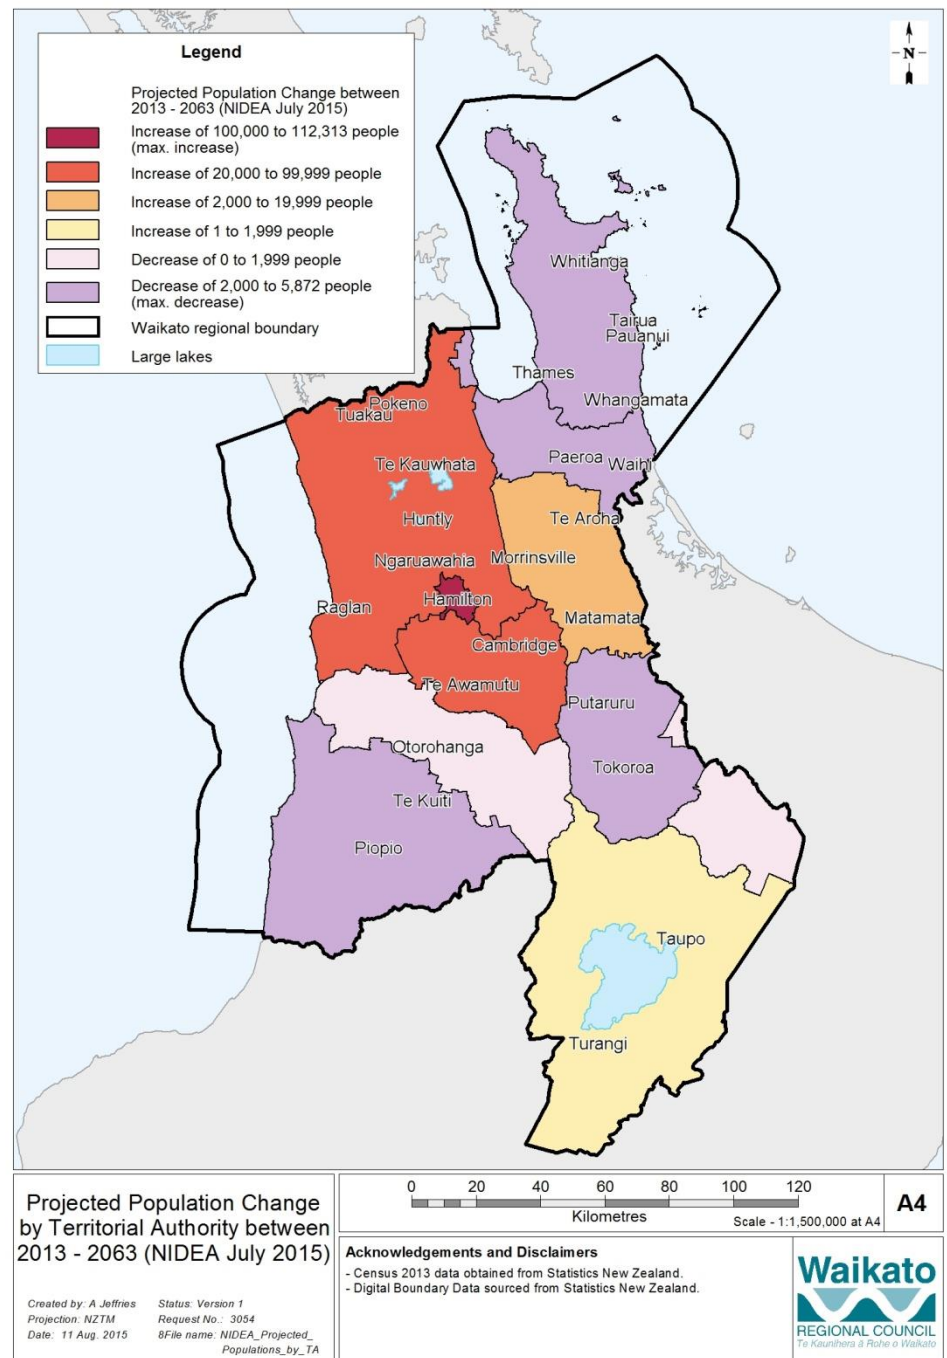 Legend
Projected Population Change between
2013 - 2063 (NIDEA July 2015)
Increase of 100,000 to 112,313 people
(max. increase)
Increase of 20,000 to 99,999 people
Increase of 2,000 to 19,999 people
Increase of 1 to 1,999 people
Decrease of 0 to 1,999 people
Decrease of 2,000 to 5,872 people
(max. decrease)
Waikato regional boundary
Large lakes
N
Whitianga
Tairua
Pauanui
Thames
Whangamata
Pokeno
Tuakau
Paeroa
Waihi
Te Kauwhata
Huntly
Te Aroha
Ngaruawahia
Morrinsville
Hamilton
Raglan
Matamata
Cambridge
Te Awamutu
Putaruru
Otorohanga
Tokoroa
Te Kuiti
Piopio
Taupo
Turangi
Projected Population Change
by Territorial Authority between
2013 - 2063 (NIDEA July 2015)
Created by: A Jeffries Status: Version 1
Projection: NZTM Request No.: 3054
Date: 11 Aug. 2015 8File name: NIDEA_Projected_
Populations_by_TA
0 20 40 60 80 100 120
Kilometres
Scale - 1:1,500,000 at A4
A4
Acknowledgements and Disclaimers
- Census 2013 data obtained from Statistics New Zealand.
- Digital Boundary Data sourced from Statistics New Zealand.
Waikato
REGIONAL COUNCIL
Te Kaunihera ā Rohe o Waikato